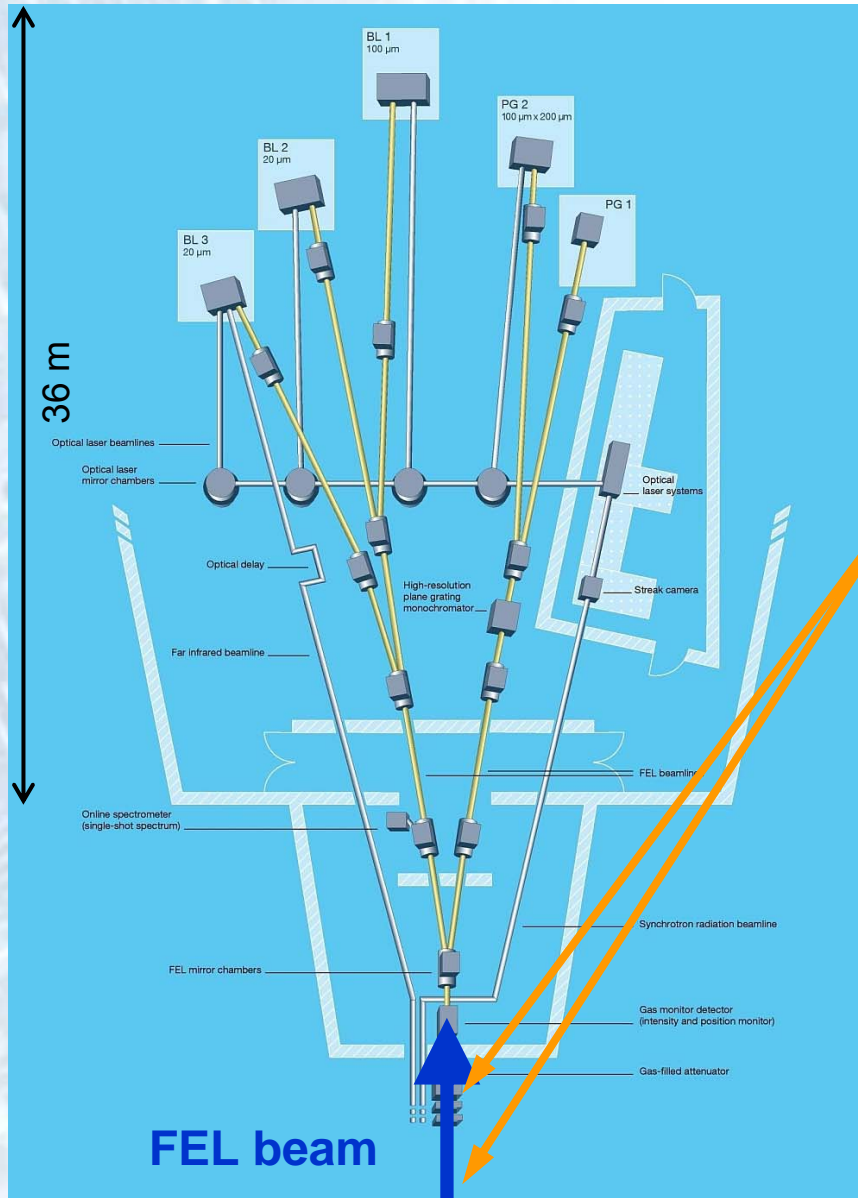 BL 1
100 µm
PG 2
100 µm x 200 µm
BL 2
20 µm
PG 1
BL 3
20 µm
36 m
Optical laser beamlines
Optical laser
mirror chambers
Optical
laser systems
Optical delay
High-resolution
plane grating
monochromator
Streak camera
Far infrared beamline
FEL beamline
Online spectrometer
(single-shot spectrum)
Synchrotron radiation beamline
FEL mirror chambers
Gas monitor detector
(intensity and position monitor)
Gas-filled attenuator
FEL beam